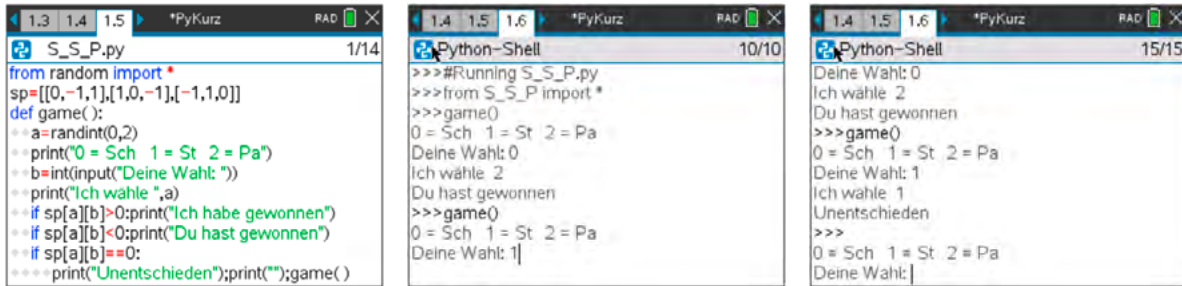 1.3 1.4 1.5 *PyKurz RAD
S_S_P.py 1/14
from random import *
sp=[[0,-1,1],[1,0,-1],[-1,1,0]]
def game():
a=randint(0,2)
print("0 = Sch 1 = St 2 = Pa")
b=int(input("Deine Wahl: "))
print("Ich wähle ",a)
if sp[a][b]>0:print("Ich habe gewonnen")
if sp[a][b]<0:print("Du hast gewonnen")
if sp[a][b]==0:
print("Unentschieden");print("");game()
1.4 1.5 1.6 *PyKurz RAD
Python-Shell 10/10
>>>#Running S_S_P.py
>>>from S_S_P import *
>>>game()
0 = Sch 1 = St 2 = Pa
Deine Wahl: 0
Ich wähle 2
Du hast gewonnen
>>>game()
0 = Sch 1 = St 2 = Pa
Deine Wahl: 1
1.4 1.5 1.6 *PyKurz RAD
Python-Shell 15/15
Deine Wahl: 0
Ich wähle 2
Du hast gewonnen
>>>game()
0 = Sch 1 = St 2 = Pa
Deine Wahl: 1
Ich wähle 1
Unentschieden
>>>
0 = Sch 1 = St 2 = Pa
Deine Wahl: